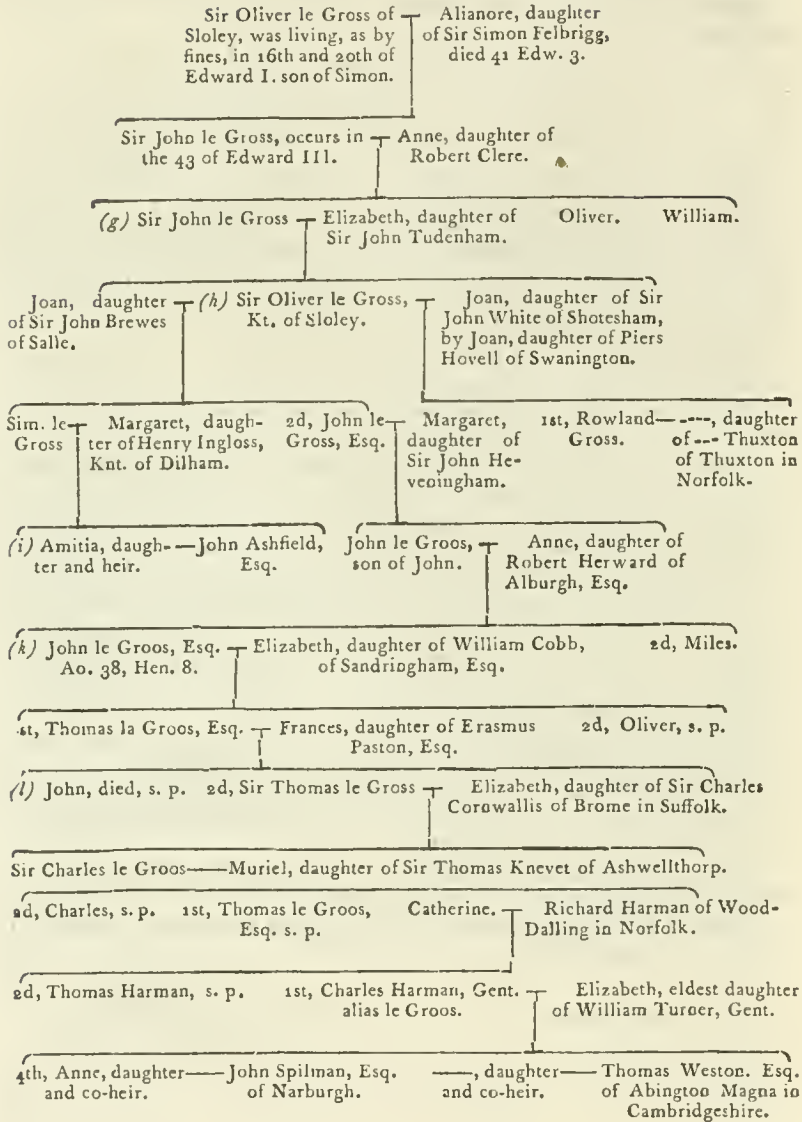 Sir Oliver le Gross of Alianore, daughter
Sloley, was living, as by of Sir Simon Felbrigg,
fines, in 16th and 20th of died 41 Edw. 3.
Edward I. son of Simon.
Sir John le Gross, occurs in Anne, daughter of
the 43 of Edward III. Robert Clere.
(g) Sir John le Gross Elizabeth, daughter of Oliver. William.
Sir John Tudenham.
Joan, daughter (h) Sir Oliver le Gross, Joan, daughter of Sir
of Sir John Brewes Kt. of Sloley. John White of Shotesham,
of Salle. by Joan, daughter of Piers
Hovell of Swanington.
Sim. le Margaret, daugh- 2d, John le Margaret, 1st, Rowland ---, daughter
Gross ter of Henry Ingloss, Gross, Esq. daughter of Gross. of --- Thuxton
Knt. of Dilham. Sir John He- of Thuxton in
veningham. Norfolk.
(i) Amitia, daugh- John Ashfield, John le Groos, Anne, daughter of
ter and heir. Esq. son of John. Robert Herward of
Alburgh, Esq.
(k) John le Groos, Esq. Elizabeth, daughter of William Cobb, 2d, Miles.
Ao. 38, Hen. 8. of Sandringham, Esq.
1st, Thomas la Groos, Esq. Frances, daughter of Erasmus 2d, Oliver, s. p.
Paston, Esq.
(l) John, died, s. p. 2d, Sir Thomas le Gross Elizabeth, daughter of Sir Charles
Cornwallis of Brome in Suffolk.
Sir Charles le Groos Muriel, daughter of Sir Thomas Knevet of Ashwellthorp.
2d, Charles, s. p. 1st, Thomas le Groos, Catherine. Richard Harman of Wood-
Esq. s. p. Dalling in Norfolk.
2d, Thomas Harman, s. p. 1st, Charles Harman, Gent. Elizabeth, eldest daughter
alias le Groos. of William Turner, Gent.
4th, Anne, daughter John Spilman, Esq. ---, daughter Thomas Weston. Esq.
and co-heir. of Narburgh. and co-heir. of Abington Magna in
Cambridgeshire.